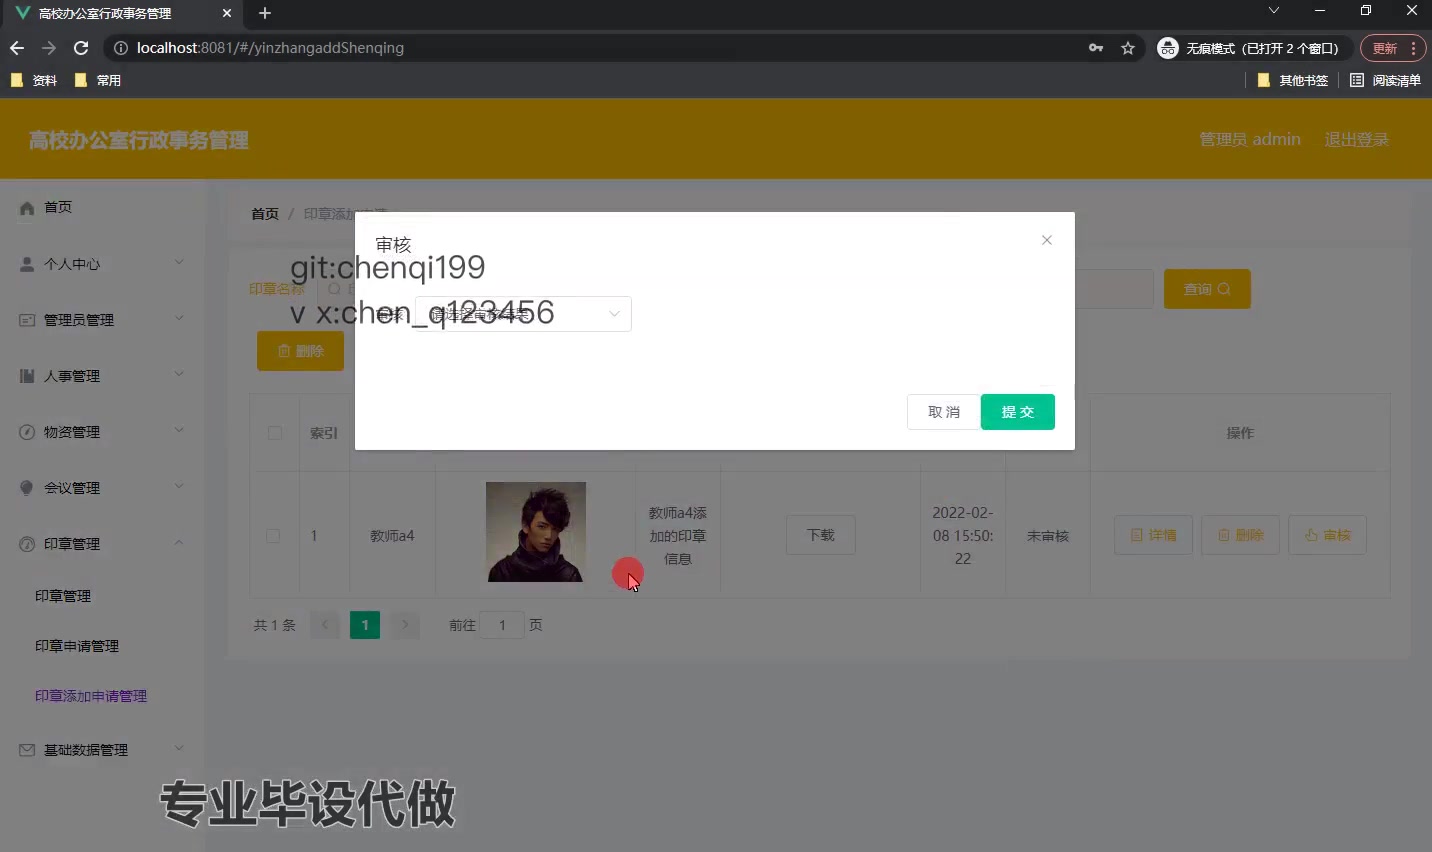 高校办公室行政事务管理
localhost:8081/#/yinzhangaddShenqing
无痕模式（已打开 2 个窗口）
更新
资料
常用
其他书签
阅读清单
高校办公室行政事务管理
管理员 admin
退出登录
首页
个人中心
管理员管理
人事管理
物资管理
会议管理
印章管理
印章管理
印章申请管理
印章添加申请管理
基础数据管理
首页 / 印章添加申请
审核
git:chenqi199
v x:chen_q123456
印章名称
请选择审核结果
查询
删除
取 消
提 交
索引
操作
1
教师a4
教师a4添
加的印章
信息
下载
2022-02-
08 15:50:
22
未审核
详情
删除
审核
共 1 条
1
前往 1 页
专业毕设代做